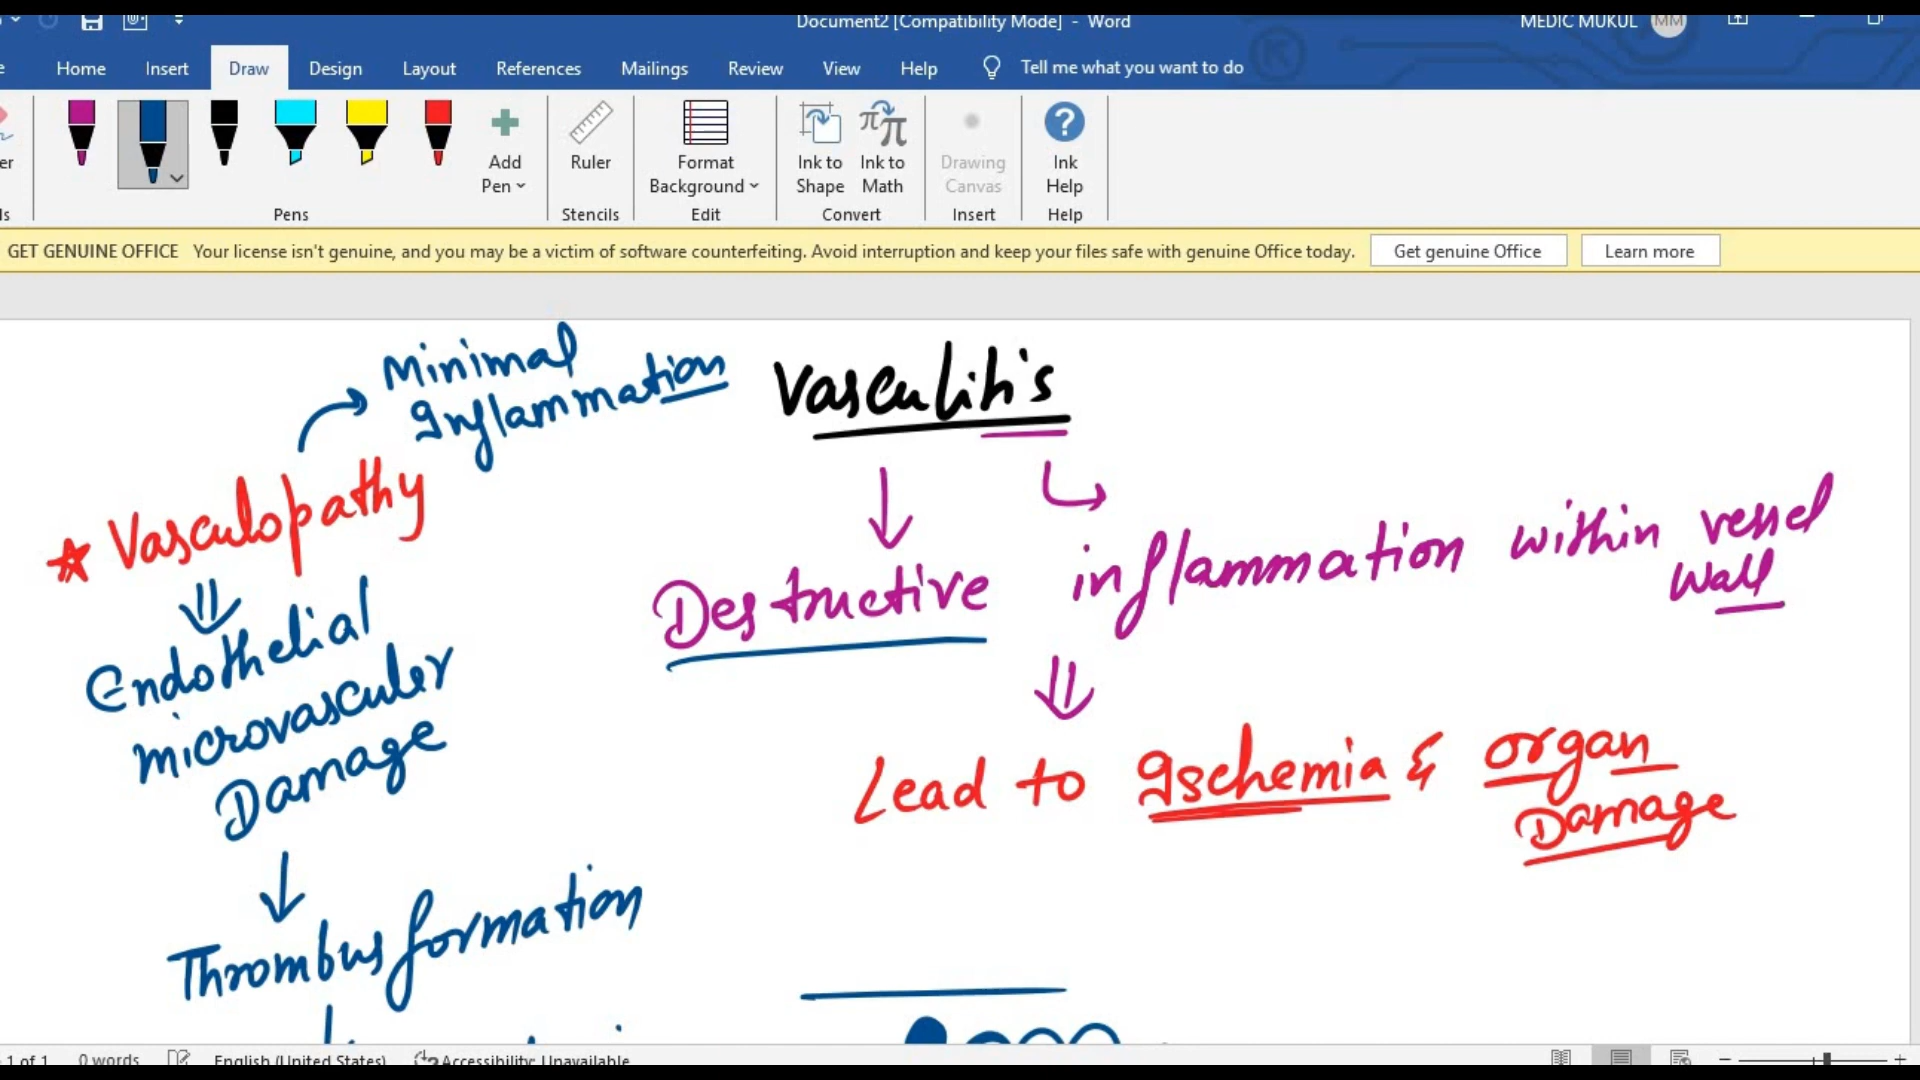 Document2 [Compatibility Mode] - Word
MEDIC MUKUL
MM
Home Insert Draw Design Layout References Mailings Review View Help Tell me what you want to do
Add Pen
Ruler
Format Background
Ink to Shape
Ink to Math
Drawing Canvas
Ink Help
Pens Stencils Edit Convert Insert Help
GET GENUINE OFFICE Your license isn't genuine, and you may be a victim of software counterfeiting. Avoid interruption and keep your files safe with genuine Office today. Get genuine Office Learn more
Minimal
Inflammation
Vasculitis
Vasculopathy
Endothelial
microvascular
Damage
Thrombus formation
Destructive inflammation within vessel
wall
Lead to Ischemia & organ
Damage
1 of 1 0 words English (United States) Accessibility: Unavailable